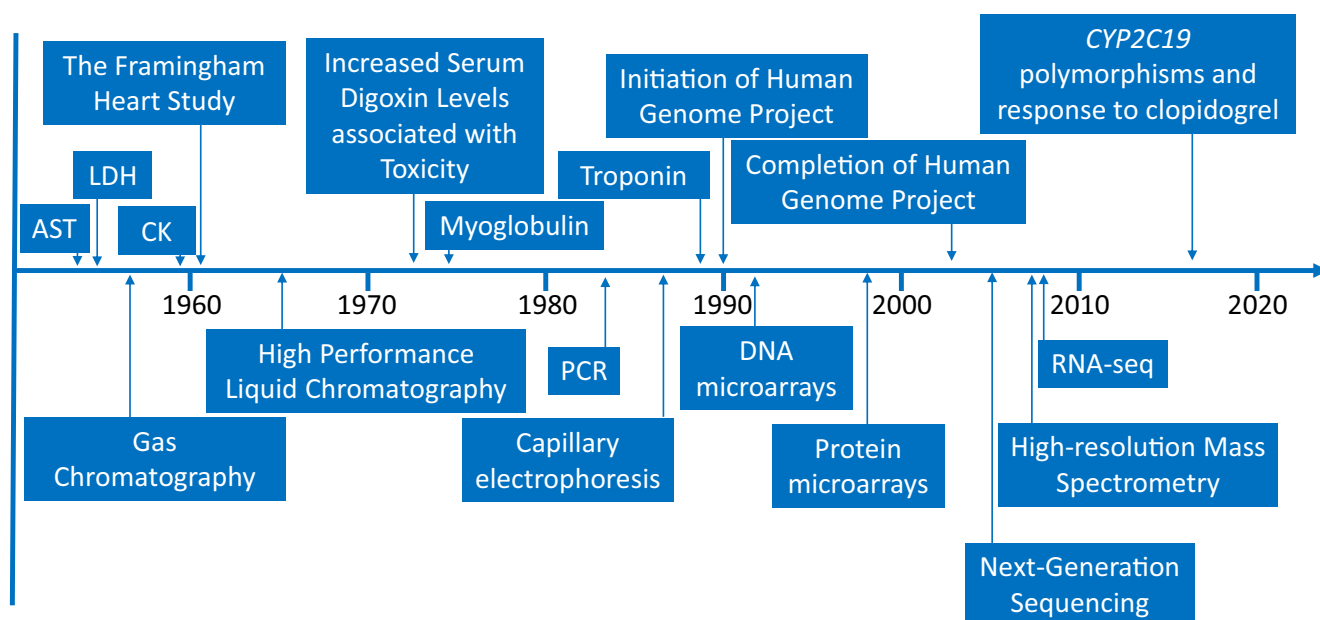 The Framingham
Heart Study
Increased Serum
Digoxin Levels
associated with
Toxicity
Initiation of Human
Genome Project
CYP2C19
polymorphisms and
response to clopidogrel
LDH
Troponin
Completion of Human
Genome Project
AST
CK
Myoglobulin
1960
1970
1980
1990
2000
2010
2020
High Performance
Liquid Chromatography
PCR
DNA
microarrays
RNA-seq
Gas
Chromatography
Capillary
electrophoresis
Protein
microarrays
High-resolution Mass
Spectrometry
Next-Generation
Sequencing